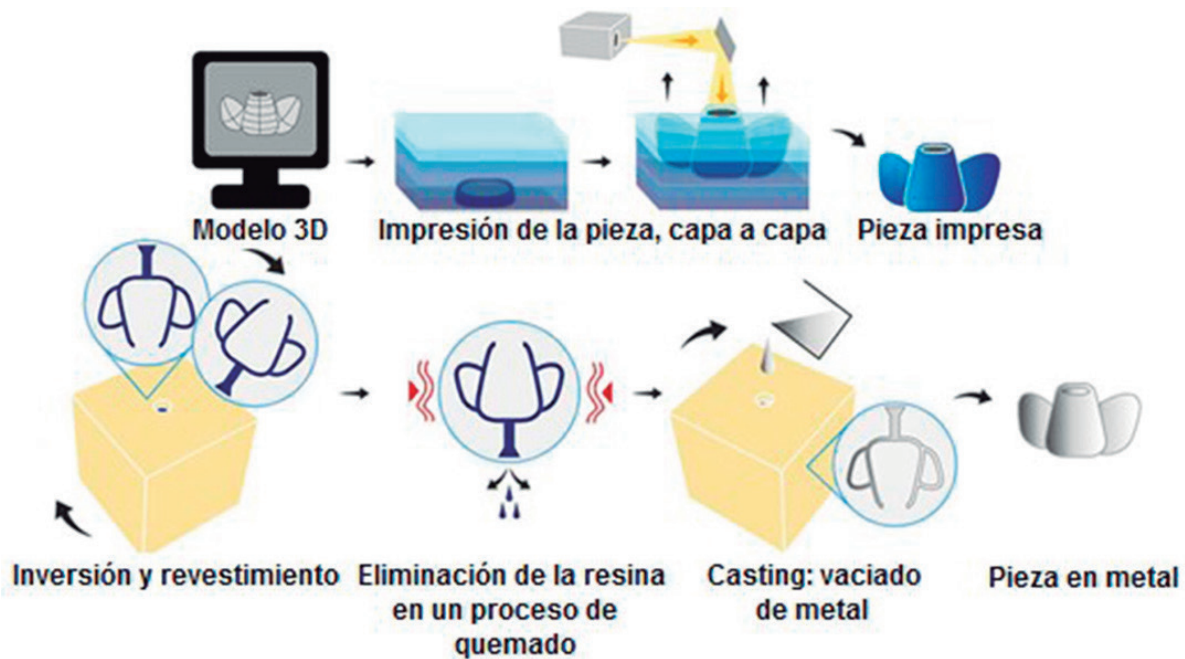 Modelo 3D
Impresión de la pieza, capa a capa
Pieza impresa
Inversión y revestimiento
Eliminación de la resina
en un proceso de
quemado
Casting: vaciado
de metal
Pieza en metal